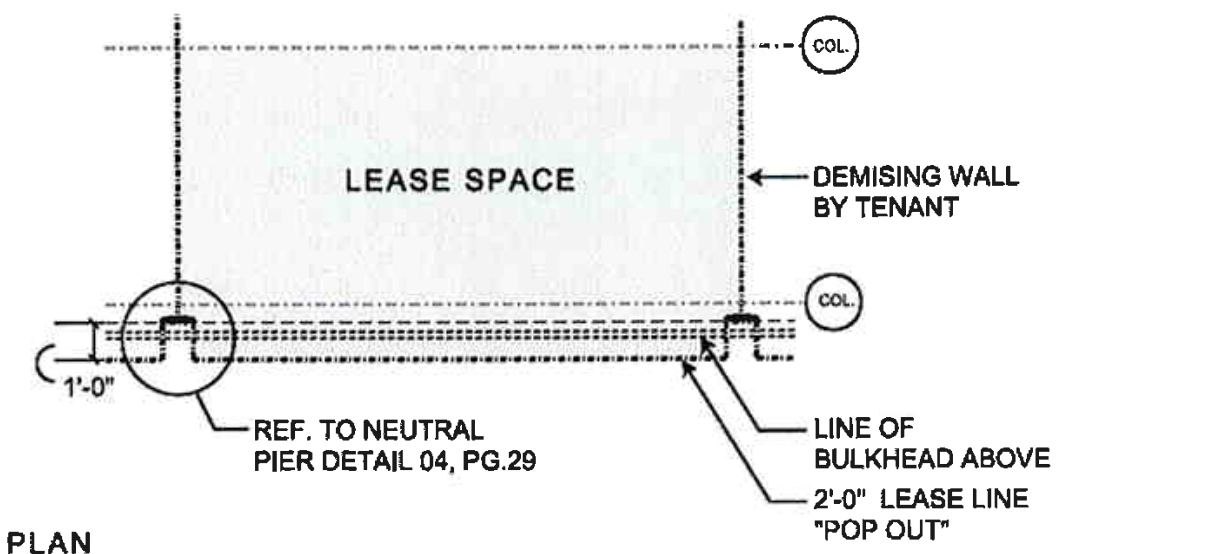 COL.
LEASE SPACE
DEMISING WALL
BY TENANT
COL.
1'-0"
REF. TO NEUTRAL
PIER DETAIL 04, PG.29
LINE OF
BULKHEAD ABOVE
2'-0" LEASE LINE
"POP OUT"
PLAN